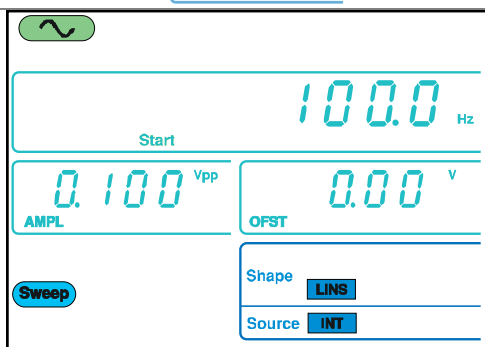 100.0 Hz
Start
0.100 Vpp
AMPL
0.00 V
OFST
Sweep
Shape LINS
Source INT